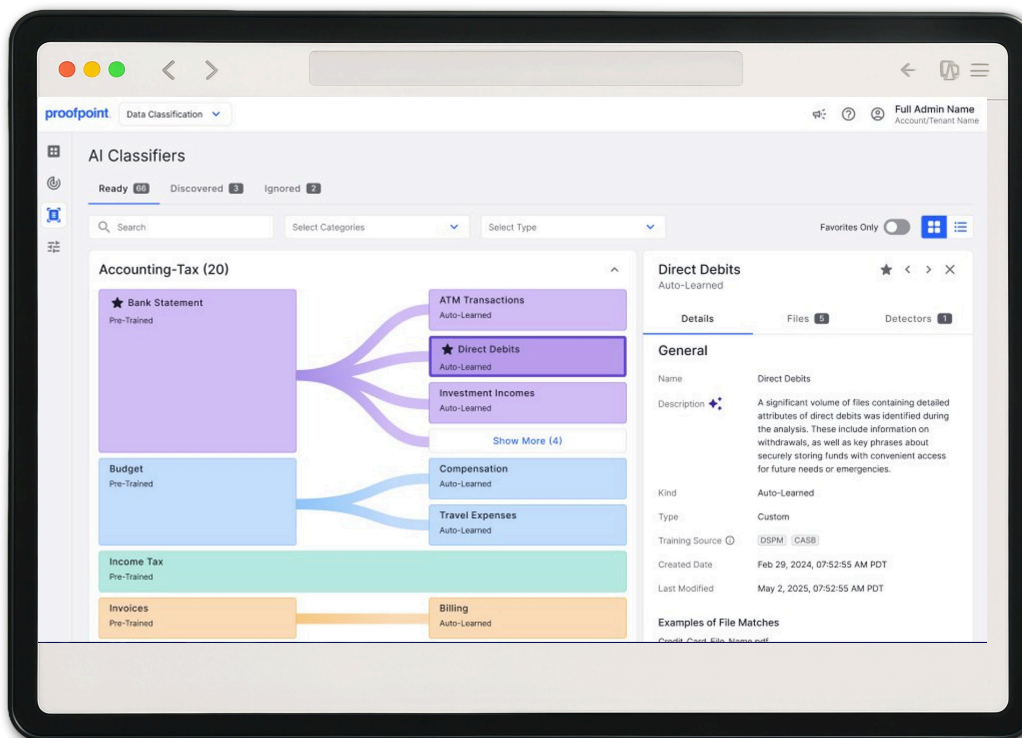 proofpoint.
Data Classification
Full Admin Name
Account/Tenant Name
AI Classifiers
Ready 66
Discovered 3
Ignored 2
Search
Select Categories
Select Type
Favorites Only
Accounting-Tax (20)
Bank Statement
Pre-Trained
ATM Transactions
Auto-Learned
Direct Debits
Auto-Learned
Investment Incomes
Auto-Learned
Show More (4)
Budget
Pre-Trained
Compensation
Auto-Learned
Travel Expenses
Auto-Learned
Income Tax
Pre-Trained
Invoices
Pre-Trained
Billing
Auto-Learned
Direct Debits
Auto-Learned
Details
Files 5
Detectors 1
General
Name Direct Debits
Description A significant volume of files containing detailed
attributes of direct debits was identified during
the analysis. These include information on
withdrawals, as well as key phrases about
securely storing funds with convenient access
for future needs or emergencies.
Kind Auto-Learned
Type Custom
Training Source DSPM CASB
Created Date Feb 29, 2024, 07:52:55 AM PDT
Last Modified May 2, 2025, 07:52:55 AM PDT
Examples of File Matches
Credit_Card_File_Name.pdf